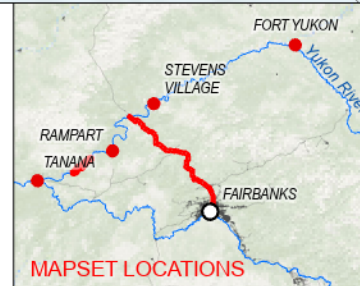 FORT YUKON
Yukon River
STEVENS
VILLAGE
RAMPART
TANANA
FAIRBANKS
MAPSET LOCATIONS